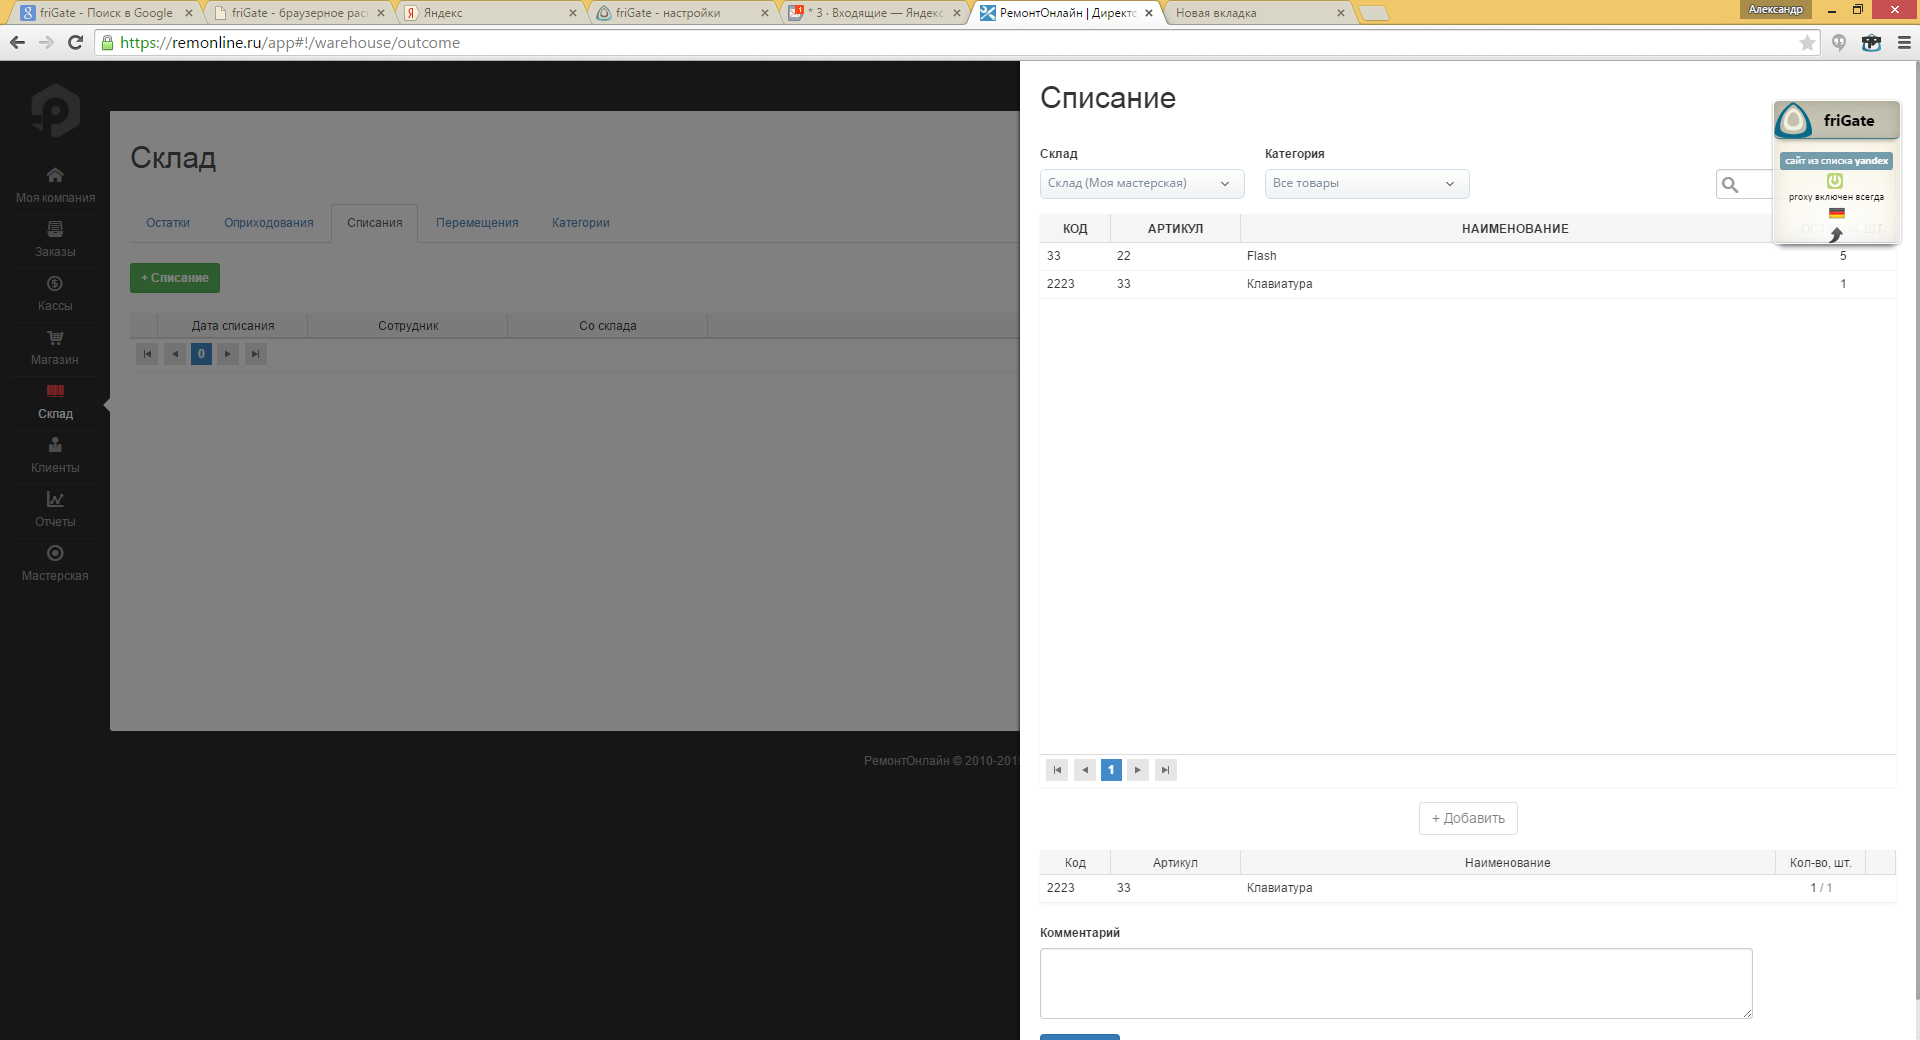 friGate - Поиск в Google
friGate - браузерное рас
Яндекс
friGate - настройки
* 3 · Входящие — Яндекс
РемонтОнлайн | Директ
Новая вкладка
Александр
https://remonline.ru/app#!/warehouse/outcome
Моя компания
Заказы
Кассы
Магазин
Склад
Клиенты
Отчеты
Мастерская
Склад
Остатки
Оприходования
Списания
Перемещения
Категории
+ Списание
Дата списания
Сотрудник
Со склада
0
РемонтОнлайн © 2010-201
Списание
Склад
Категория
Склад (Моя мастерская)
Все товары
friGate
сайт из списка yandex
proxy включен всегда
КОД АРТИКУЛ НАИМЕНОВАНИЕ
33 22 Flash 5
2223 33 Клавиатура 1
1
+ Добавить
Код Артикул Наименование Кол-во, шт.
2223 33 Клавиатура 1 / 1
Комментарий